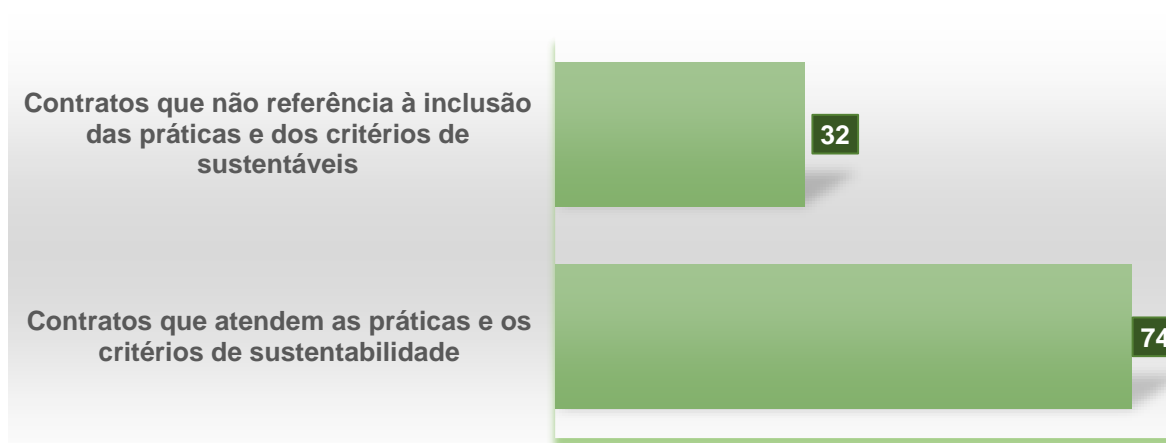 Contratos que não referência à inclusão
das práticas e dos critérios de
sustentáveis
32
Contratos que atendem as práticas e os
critérios de sustentabilidade
74